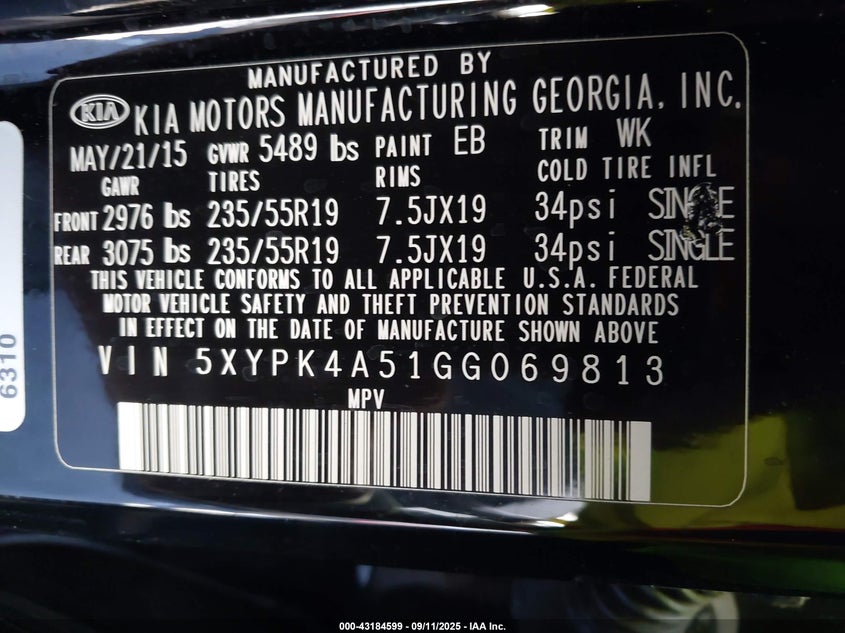 MANUFACTURED BY
KIA KIA MOTORS MANUFACTURING GEORGIA, INC.
MAY/21/15 GVWR 5489 lbs PAINT EB TRIM WK
GAWR TIRES RIMS COLD TIRE INFL
FRONT 2976 lbs 235/55R19 7.5JX19 34psi SINGLE
REAR 3075 lbs 235/55R19 7.5JX19 34psi SINGLE
THIS VEHICLE CONFORMS TO ALL APPLICABLE U.S.A. FEDERAL
MOTOR VEHICLE SAFETY AND THEFT PREVENTION STANDARDS
IN EFFECT ON THE DATE OF MANUFACTURE SHOWN ABOVE
VIN 5XYPK4A51GG069813
MPV
6310
000-43184599 - 09/11/2025 - IAA Inc.